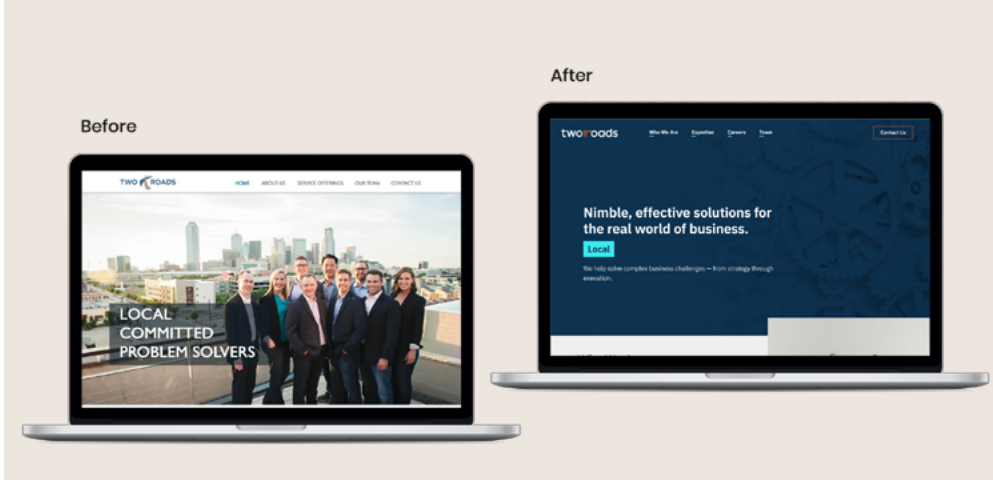 Before
TWO ROADS
HOME ABOUT US SERVICE OFFERINGS OUR TEAM CONTACT US
LOCAL
COMMITTED
PROBLEM SOLVERS
After
tworoads
Who We Are Expertise Careers Team Contact Us
Nimble, effective solutions for
the real world of business.
Local
We help solve complex business challenges — from strategy through
execution.